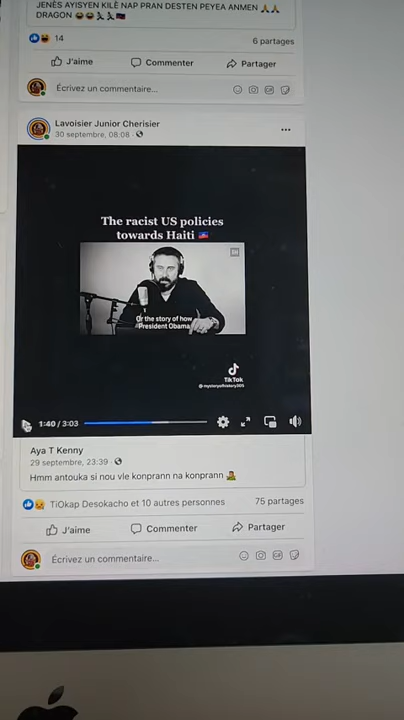 JENÈS AYISYEN KILÈ NAP PRAN DESTEN PEYEA ANMEN 🙏🙏
DRAGON 😂😂🏃🏃🇭🇹
14
6 partages
J'aime
Commenter
Partager
Écrivez un commentaire...
Lavoisier Junior Cherisier
30 septembre, 08:08 ·
The racist US policies
towards Haiti 🇭🇹
Or the story of how
President Obama
TikTok
1:40 / 3:03
Aya T Kenny
29 septembre, 23:39 ·
Hmm antouka si nou vle konprann na konprann 🤷
TiOkap Desokacho et 10 autres personnes
75 partages
J'aime
Commenter
Partager
Écrivez un commentaire...